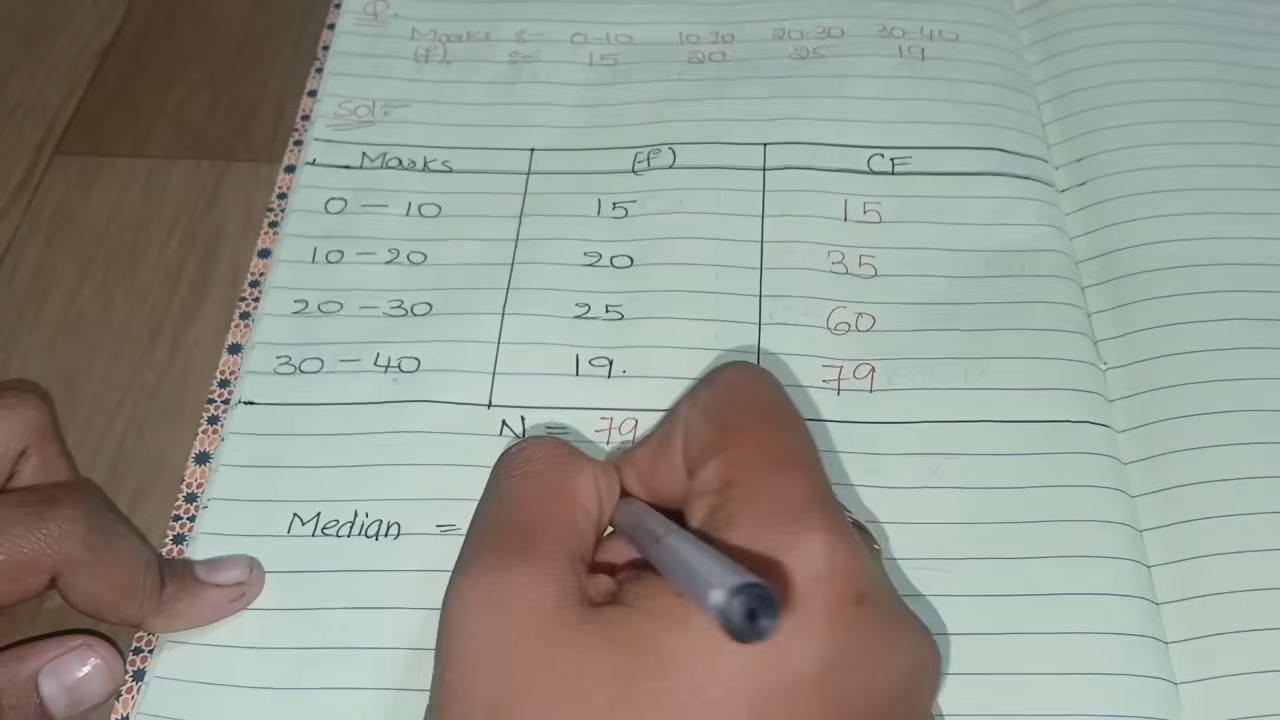 Q.
Marks :- 0-10 10-20 20-30 30-40
(f). :- 15 20 25 19
Sol:-
Marks (f) CF
0 - 10 15 15
10 - 20 20 35
20 - 30 25 60
30 - 40 19. 79
N = 79
Median =